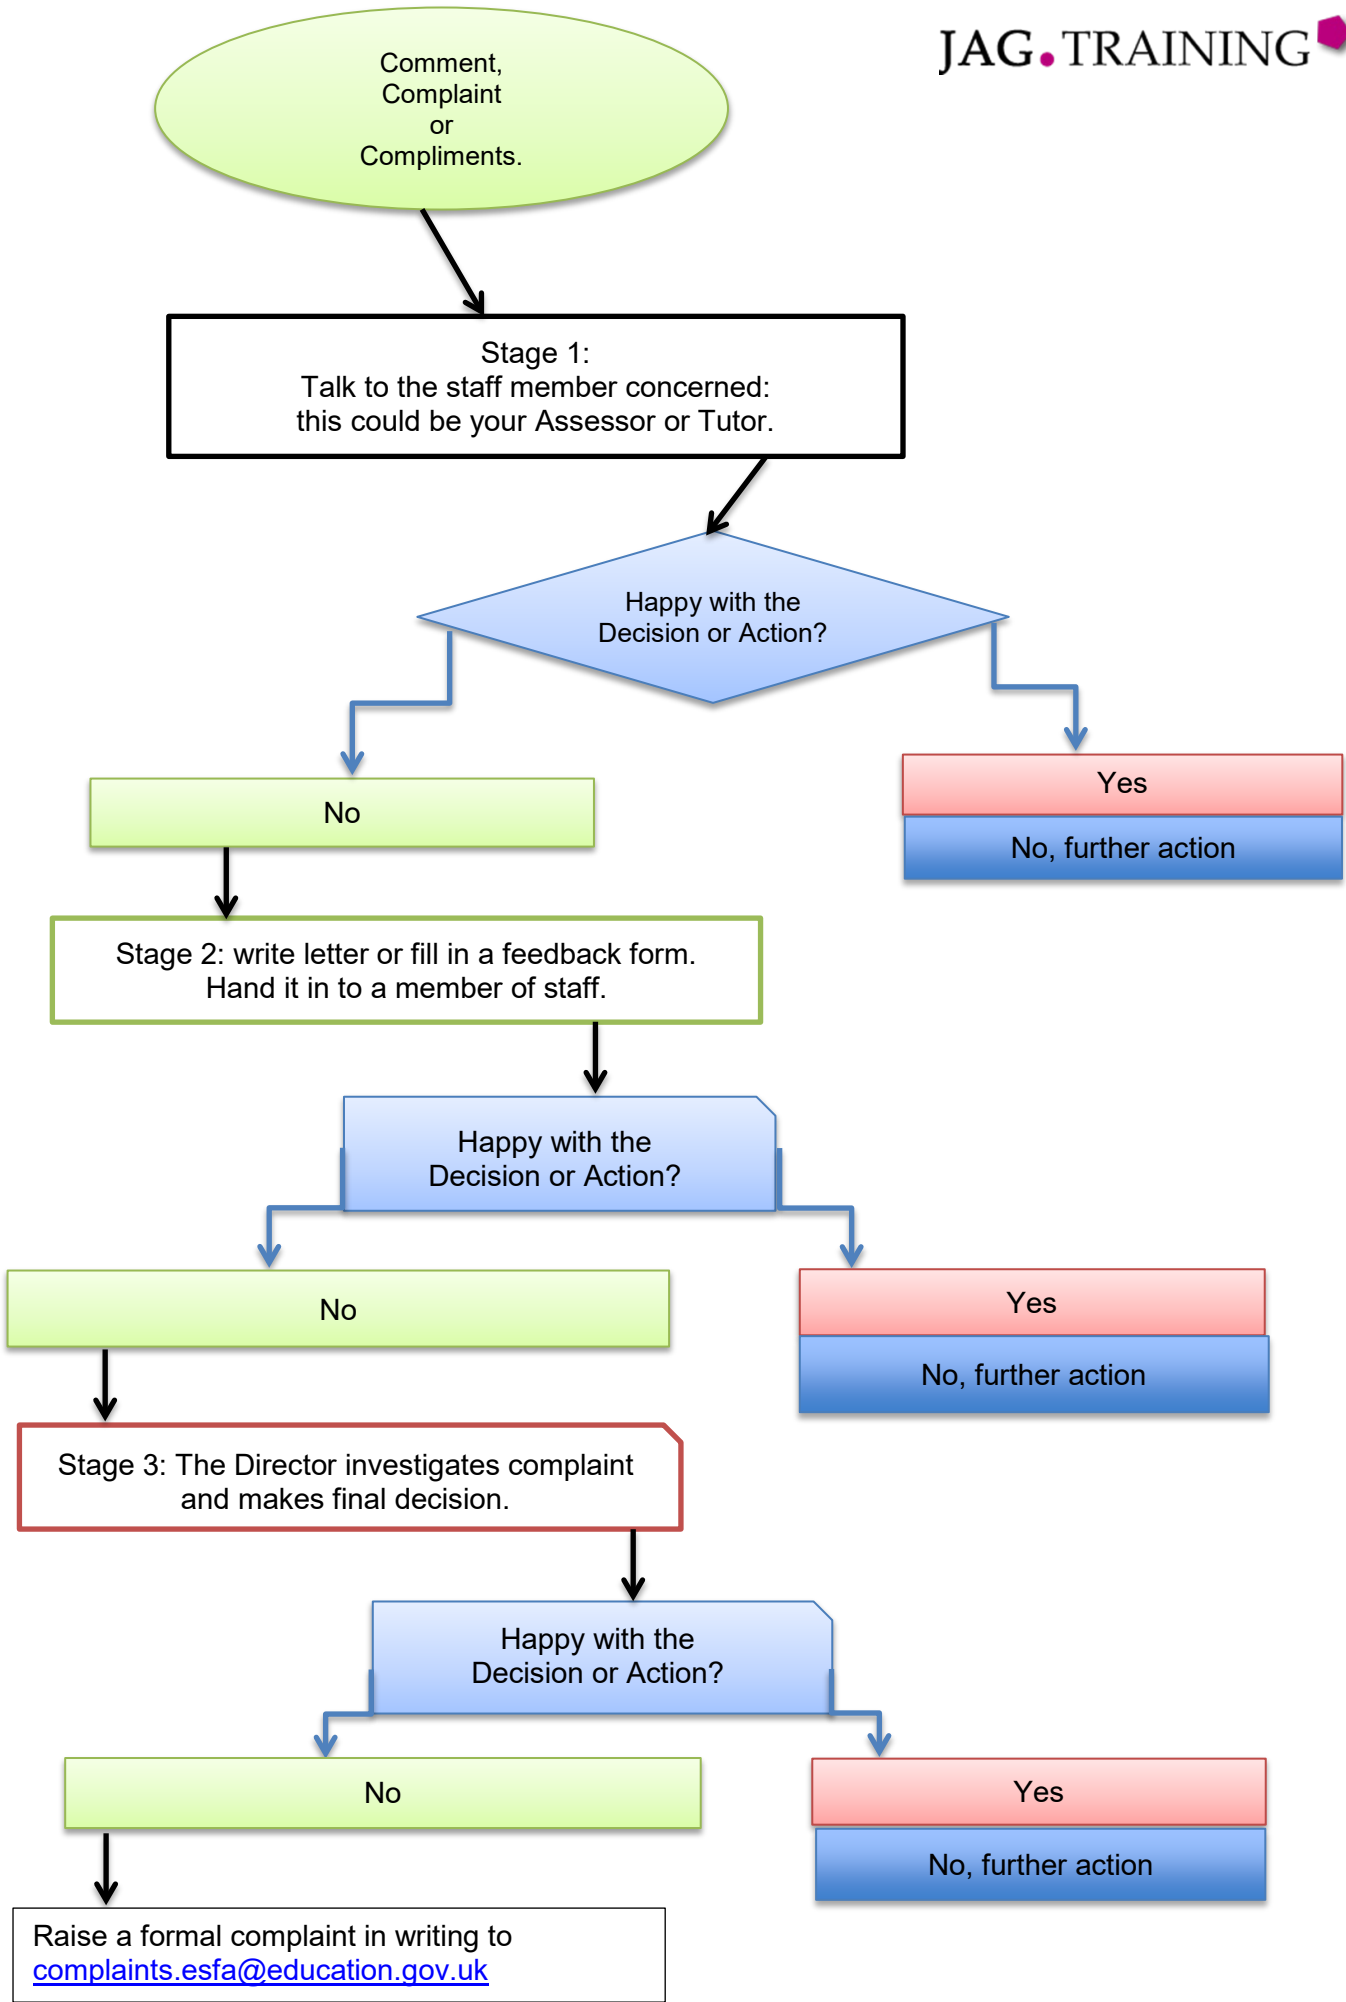 JAG.TRAINING
Comment,
Complaint
or
Compliments.
Stage 1:
Talk to the staff member concerned:
this could be your Assessor or Tutor.
Happy with the
Decision or Action?
No
Yes
No, further action
Stage 2: write letter or fill in a feedback form.
Hand it in to a member of staff.
Happy with the
Decision or Action?
No
Yes
No, further action
Stage 3: The Director investigates complaint
and makes final decision.
Happy with the
Decision or Action?
No
Yes
No, further action
Raise a formal complaint in writing to
complaints.esfa@education.gov.uk